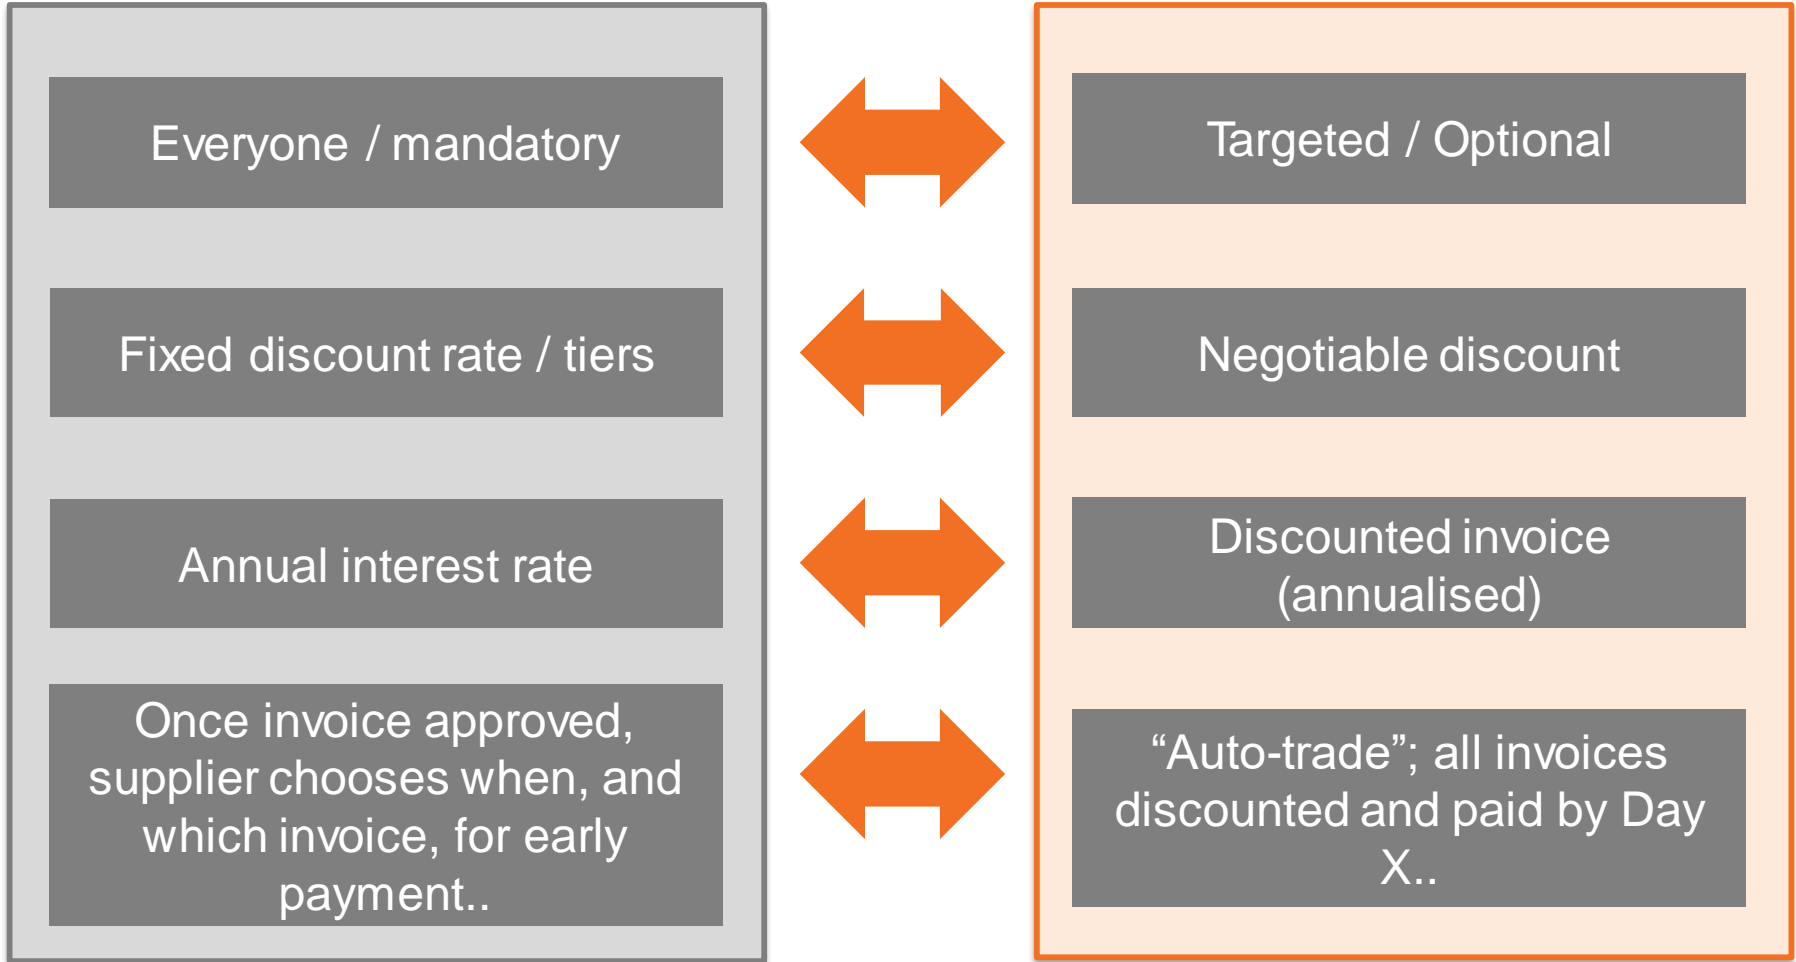 Everyone / mandatory
Targeted / Optional
Fixed discount rate / tiers
Negotiable discount
Annual interest rate
Discounted invoice
(annualised)
Once invoice approved,
supplier chooses when, and
which invoice, for early
payment..
“Auto-trade”; all invoices
discounted and paid by Day
X..